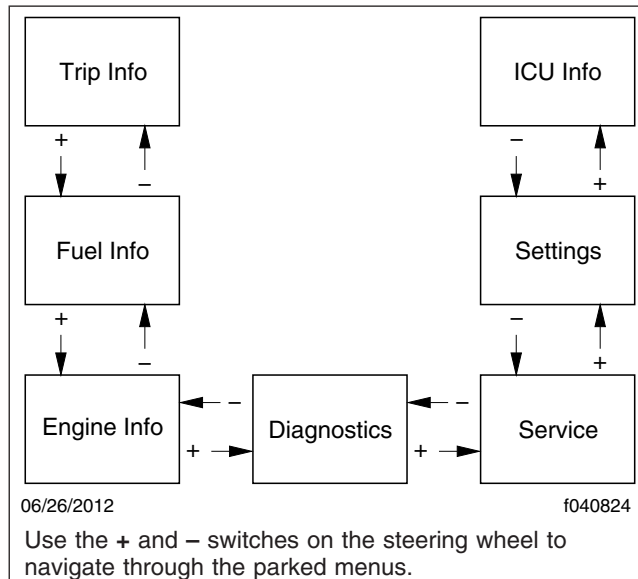 Trip Info
ICU Info
+
–
–
+
Fuel Info
Settings
+
–
–
+
Engine Info
–
+
Diagnostics
–
+
Service
06/26/2012
f040824
Use the + and – switches on the steering wheel to
navigate through the parked menus.